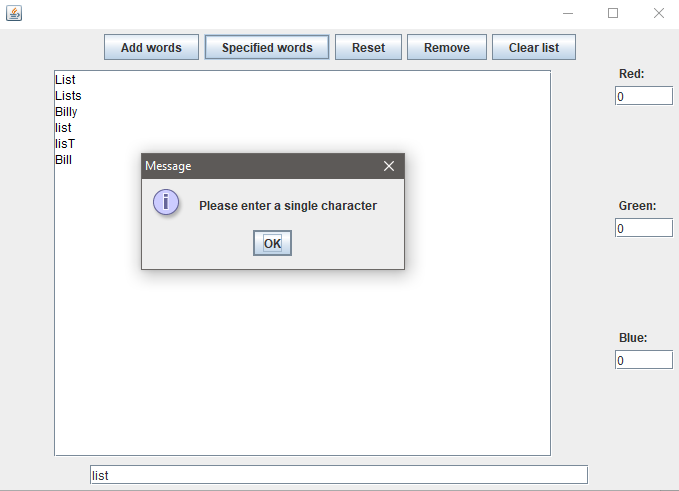 Add words Specified words Reset Remove Clear list
Red:
0
List
Lists
Billy
list
lisT
Bill
Message
i
Please enter a single character
OK
Green:
0
Blue:
0
list